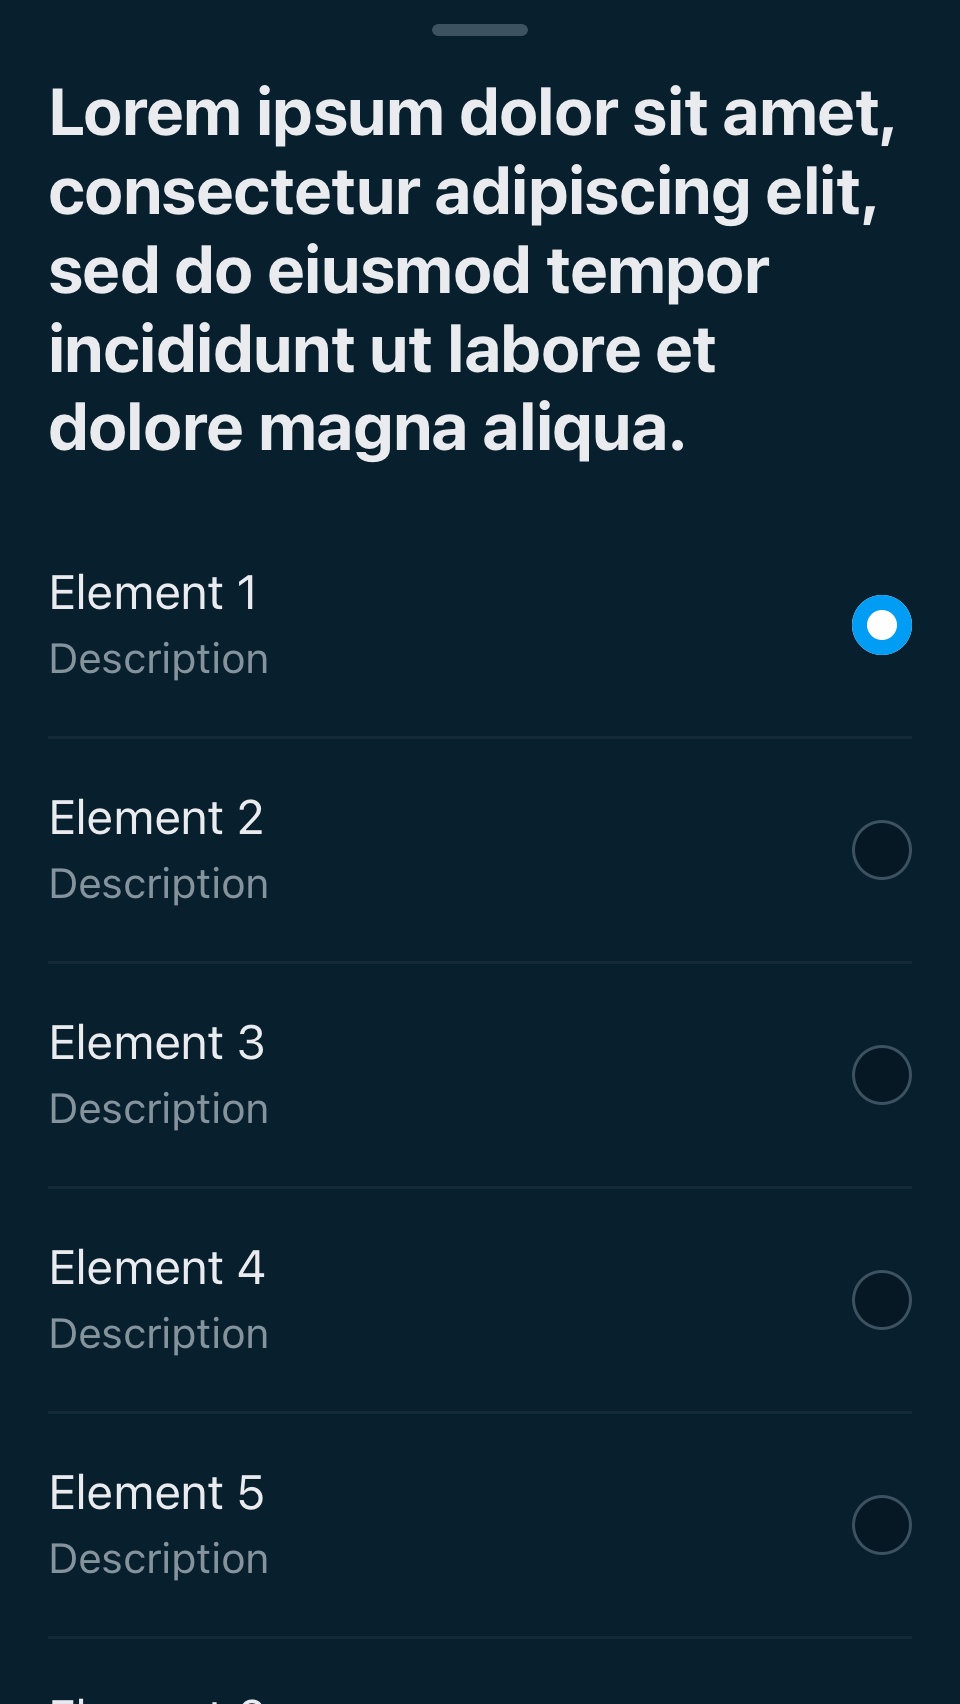 Lorem ipsum dolor sit amet,
consectetur adipiscing elit,
sed do eiusmod tempor
incididunt ut labore et
dolore magna aliqua.
Element 1
Description
Element 2
Description
Element 3
Description
Element 4
Description
Element 5
Description